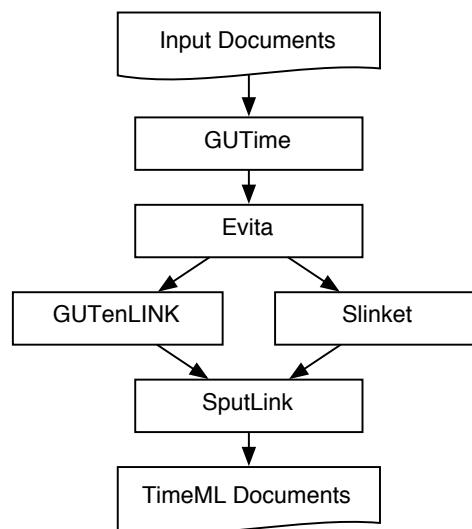 Input Documents
GUTime
Evita
GUTenLINK
Slinket
SputLink
TimeML Documents